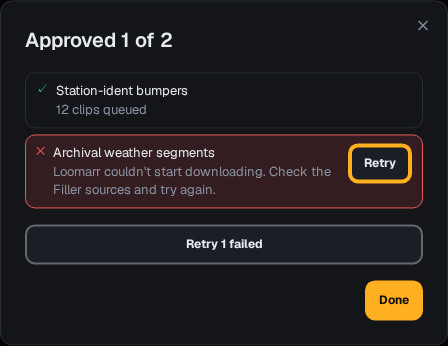 Approved 1 of 2
Station-ident bumpers
12 clips queued
Archival weather segments
Loomarr couldn't start downloading. Check the
Filler sources and try again.
Retry
Retry 1 failed
Done